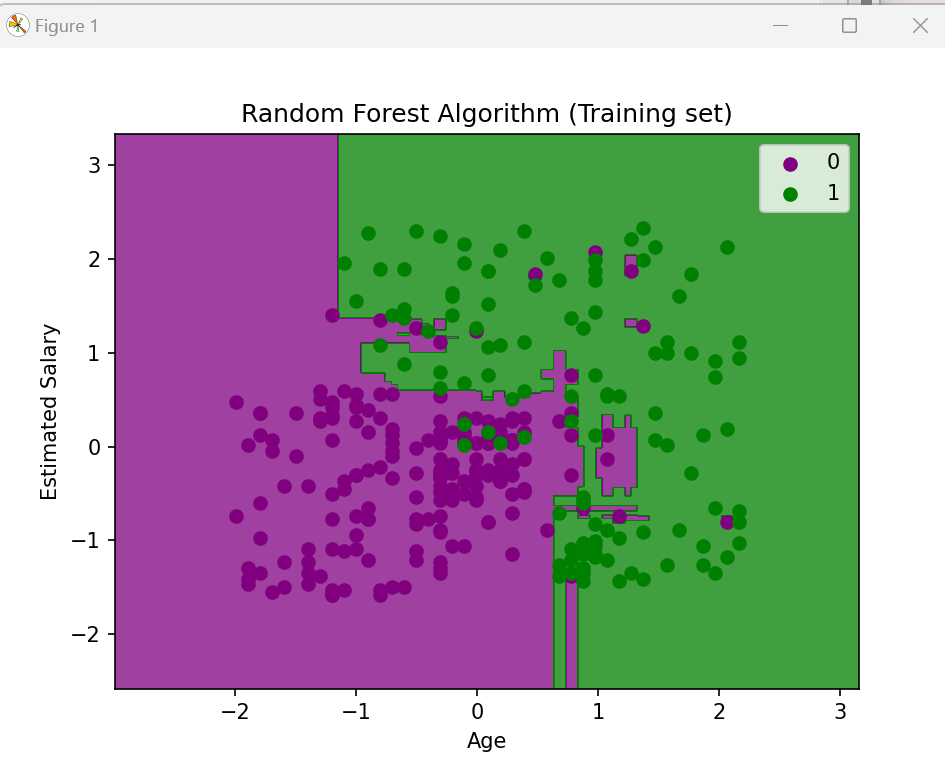 Figure 1
Random Forest Algorithm (Training set)
0
1
3
2
1
0
−1
−2
Estimated Salary
−2 −1 0 1 2 3
Age